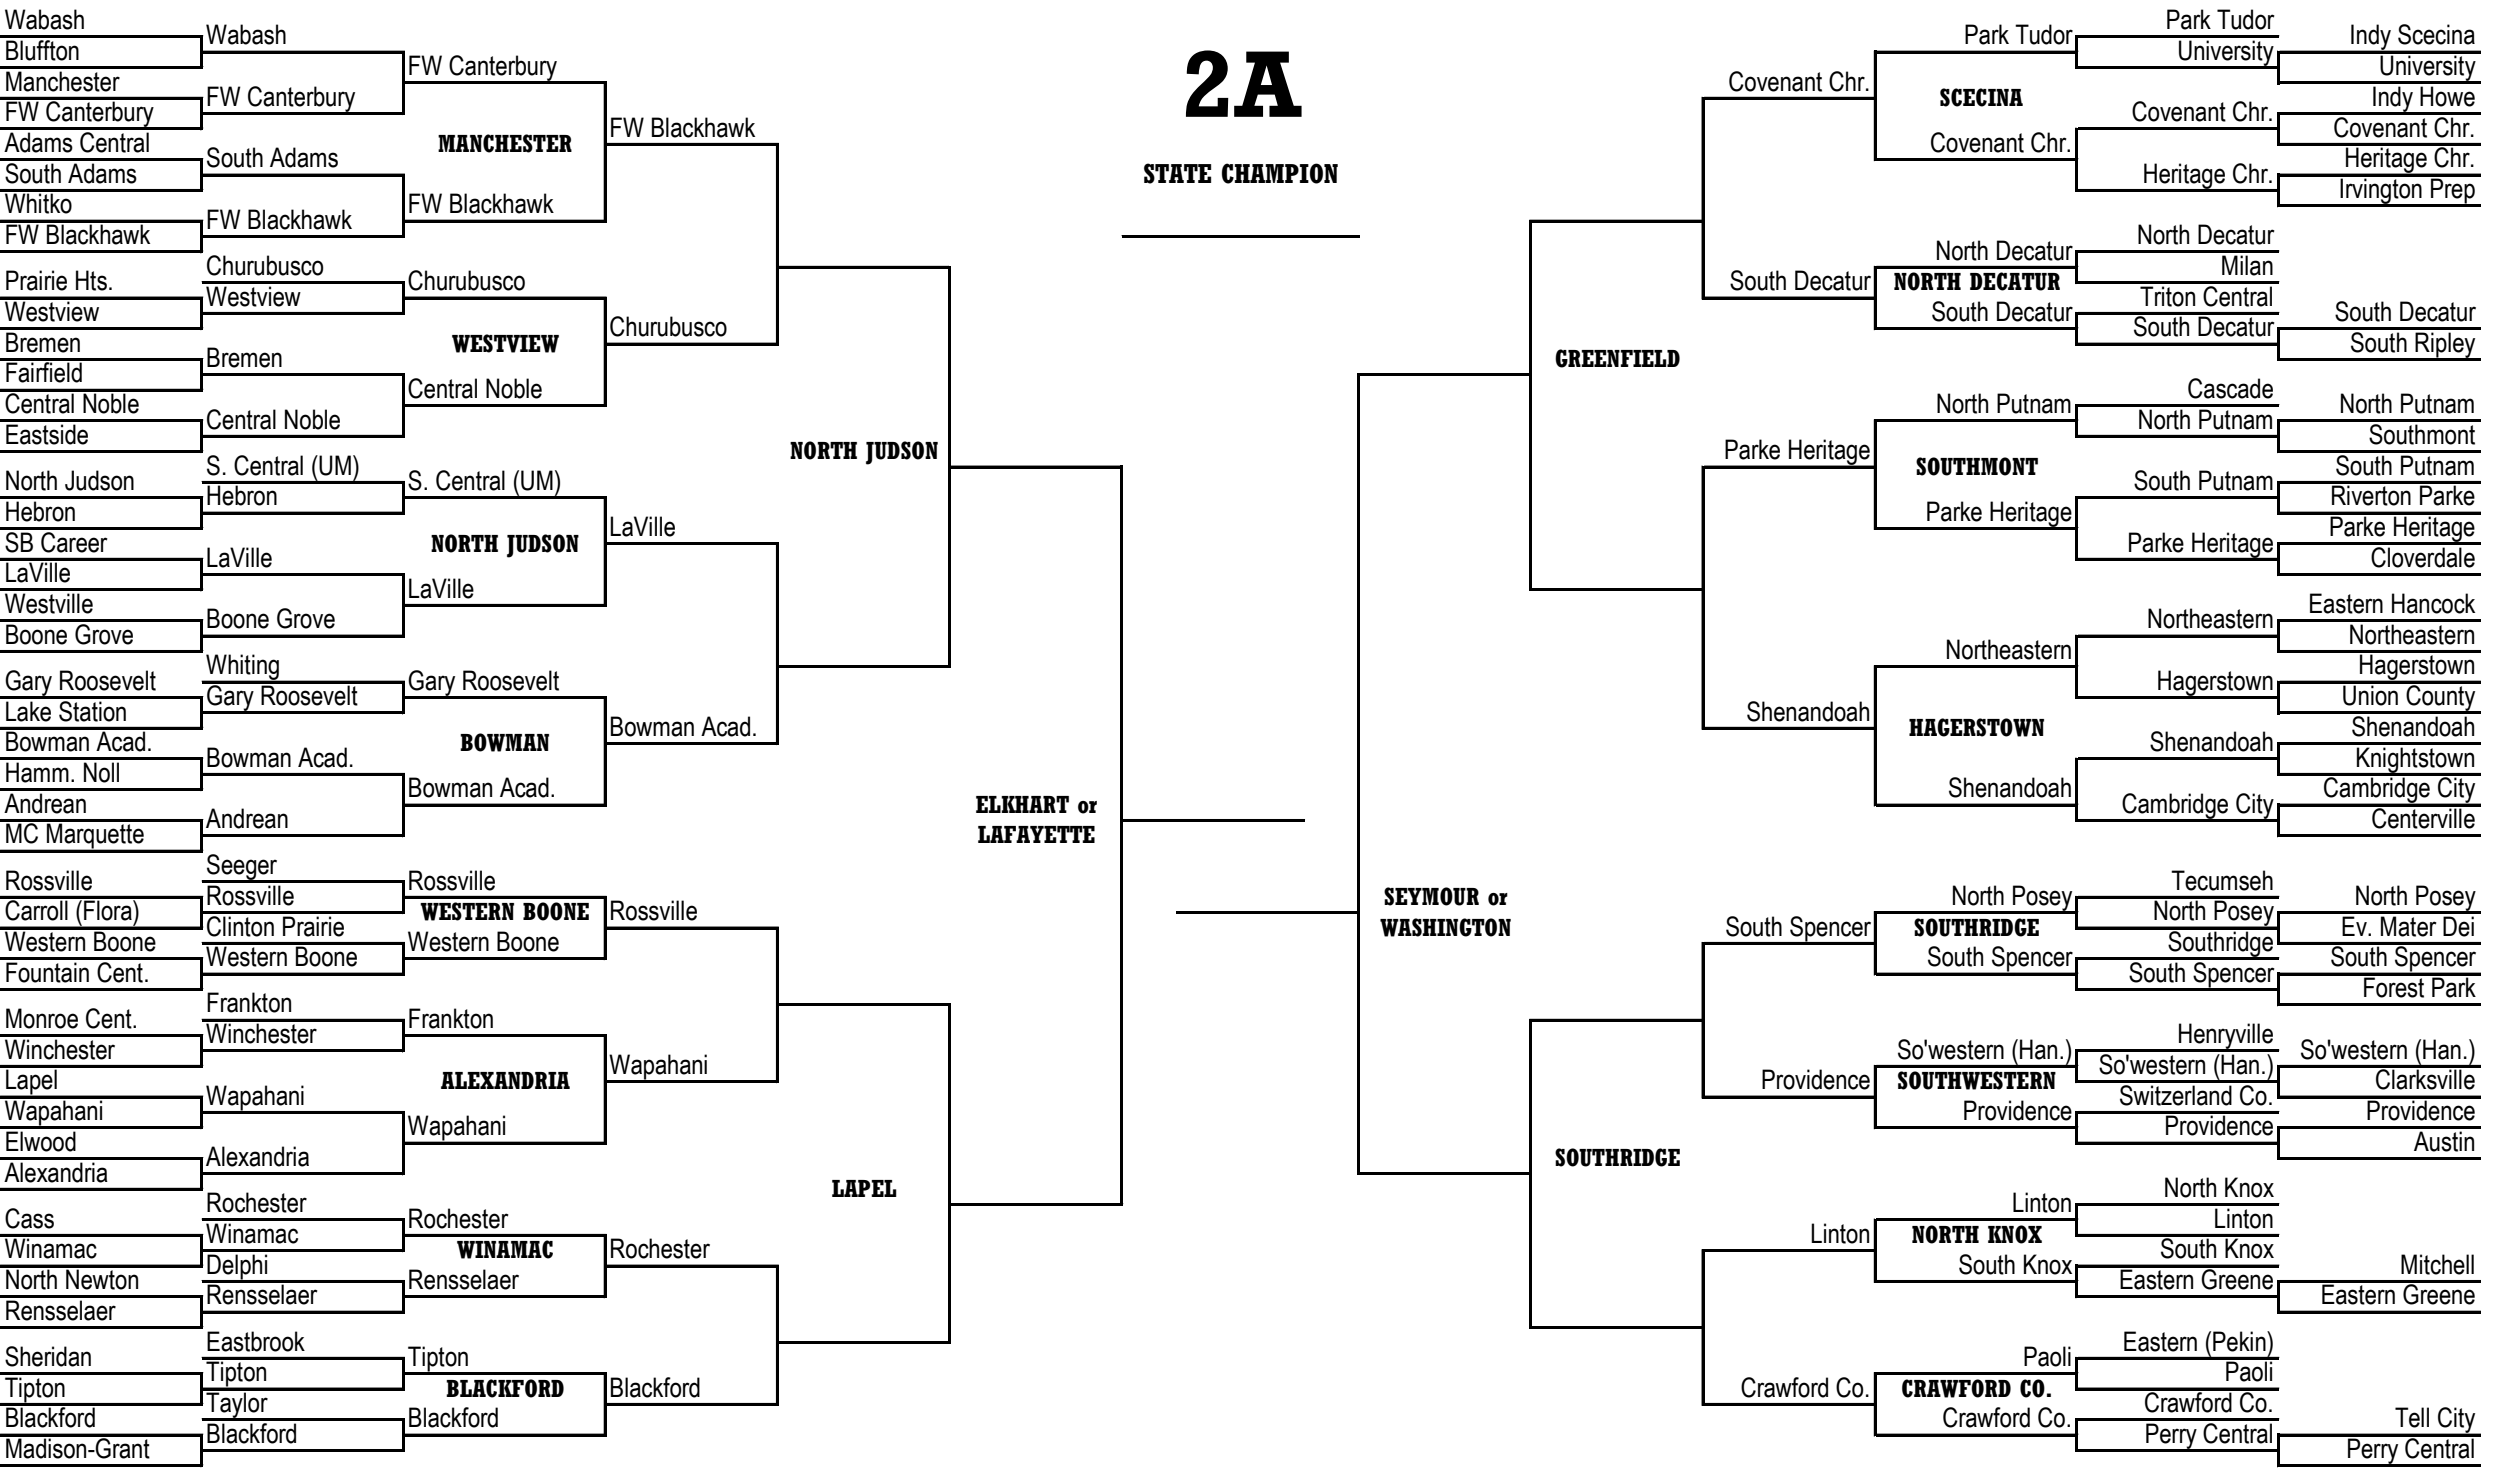 2A
STATE CHAMPION
Wabash
Bluffton
Manchester
FW Canterbury
Adams Central
South Adams
Whitko
FW Blackhawk
Prairie Hts.
Westview
Bremen
Fairfield
Central Noble
Eastside
North Judson
Hebron
SB Career
LaVille
Westville
Boone Grove
Gary Roosevelt
Lake Station
Bowman Acad.
Hamm. Noll
Andrean
MC Marquette
Rossville
Carroll (Flora)
Western Boone
Fountain Cent.
Monroe Cent.
Winchester
Lapel
Wapahani
Elwood
Alexandria
Cass
Winamac
North Newton
Rensselaer
Sheridan
Tipton
Blackford
Madison-Grant
Wabash
FW Canterbury
South Adams
FW Blackhawk
Churubusco
Westview
Bremen
Central Noble
S. Central (UM)
Hebron
LaVille
Boone Grove
Whiting
Gary Roosevelt
Bowman Acad.
Andrean
Seeger
Rossville
Clinton Prairie
Western Boone
Frankton
Winchester
Wapahani
Alexandria
Rochester
Winamac
Delphi
Rensselaer
Eastbrook
Tipton
Taylor
Blackford
FW Canterbury
MANCHESTER
FW Blackhawk
Churubusco
WESTVIEW
Central Noble
S. Central (UM)
NORTH JUDSON
LaVille
Gary Roosevelt
BOWMAN
Bowman Acad.
Rossville
WESTERN BOONE
Western Boone
Frankton
ALEXANDRIA
Wapahani
Rochester
WINAMAC
Rensselaer
Tipton
BLACKFORD
Blackford
FW Blackhawk
Churubusco
LaVille
Bowman Acad.
Rossville
Wapahani
Rochester
Blackford
NORTH JUDSON
LAPEL
ELKHART or
LAFAYETTE
SEYMOUR or
WASHINGTON
GREENFIELD
SOUTHRIDGE
Covenant Chr.
South Decatur
Parke Heritage
Shenandoah
South Spencer
Providence
Linton
Crawford Co.
Park Tudor
SCECINA
Covenant Chr.
North Decatur
NORTH DECATUR
South Decatur
North Putnam
SOUTHMONT
Parke Heritage
Northeastern
HAGERSTOWN
Shenandoah
North Posey
SOUTHRIDGE
South Spencer
So'western (Han.)
SOUTHWESTERN
Providence
Linton
NORTH KNOX
South Knox
Paoli
CRAWFORD CO.
Crawford Co.
Park Tudor
University
Covenant Chr.
Heritage Chr.
North Decatur
Milan
Triton Central
South Decatur
Cascade
North Putnam
South Putnam
Parke Heritage
Northeastern
Hagerstown
Shenandoah
Cambridge City
Tecumseh
North Posey
Southridge
South Spencer
Henryville
So'western (Han.)
Switzerland Co.
Providence
North Knox
Linton
South Knox
Eastern Greene
Eastern (Pekin)
Paoli
Crawford Co.
Perry Central
Indy Scecina
University
Indy Howe
Covenant Chr.
Heritage Chr.
Irvington Prep
South Decatur
South Ripley
North Putnam
Southmont
South Putnam
Riverton Parke
Parke Heritage
Cloverdale
Eastern Hancock
Northeastern
Hagerstown
Union County
Shenandoah
Knightstown
Cambridge City
Centerville
North Posey
Ev. Mater Dei
South Spencer
Forest Park
So'western (Han.)
Clarksville
Providence
Austin
Mitchell
Eastern Greene
Tell City
Perry Central